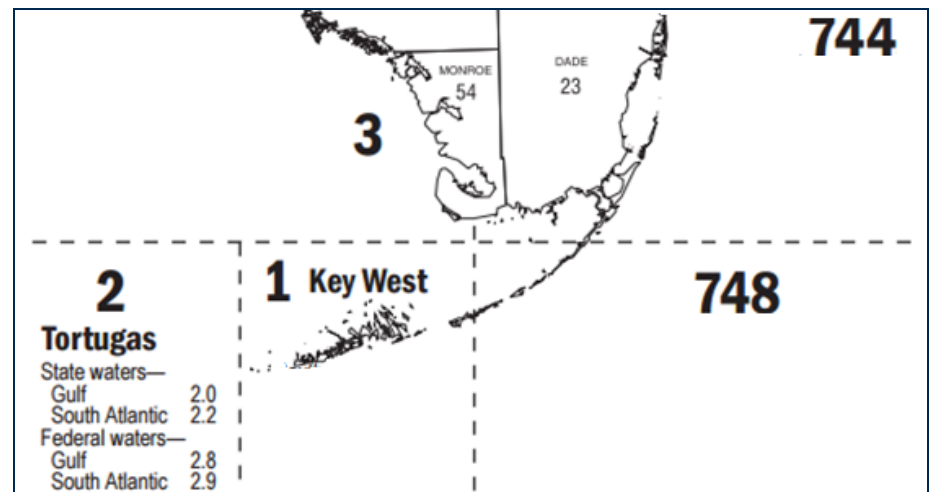 744
MONROE
54
DADE
23
3
2
Tortugas
State waters—
Gulf 2.0
South Atlantic 2.2
Federal waters—
Gulf 2.8
South Atlantic 2.9
1 Key West
748